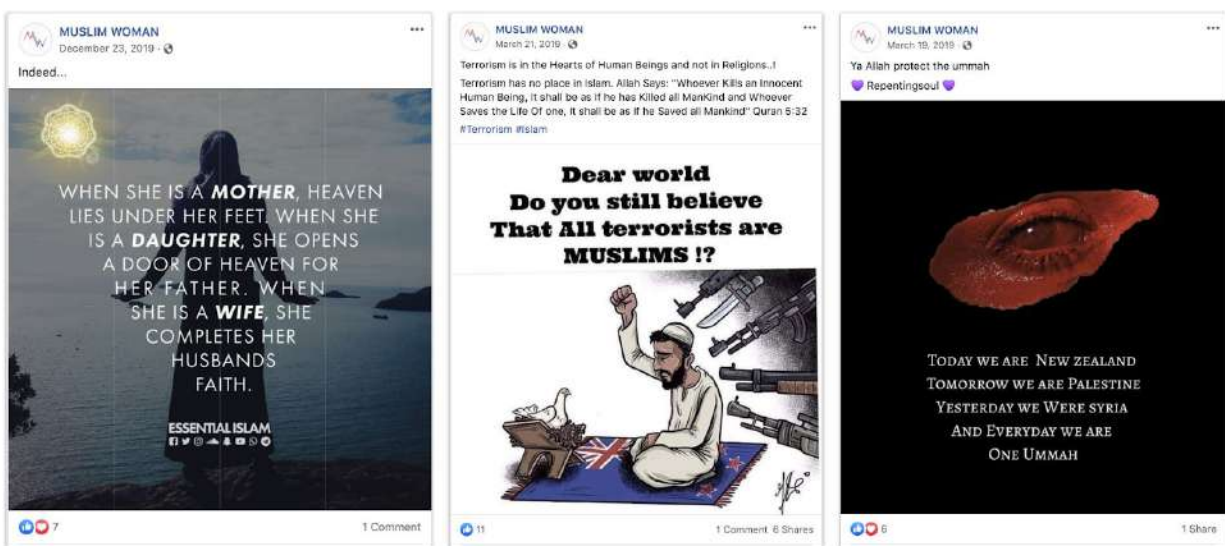 MUSLIM WOMAN
December 23, 2019
Indeed...
WHEN SHE IS A MOTHER, HEAVEN
LIES UNDER HER FEET. WHEN SHE
IS A DAUGHTER, SHE OPENS
A DOOR OF HEAVEN FOR
HER FATHER. WHEN
SHE IS A WIFE, SHE
COMPLETES HER
HUSBANDS
FAITH.
ESSENTIAL ISLAM
7
1 Comment
MUSLIM WOMAN
March 21, 2019
Terrorism is in the Hearts of Human Beings and not in Religions..!
Terrorism has no place in Islam. Allah Says: "Whoever Kills an Innocent
Human Being, It shall be as If he has Killed all ManKind and Whoever
Saves the Life Of one, It shall be as If he Saved all Mankind" Quran 5:32
#Terrorism #Islam
Dear world
Do you still believe
That All terrorists are
MUSLIMS !?
11
1 Comment 6 Shares
MUSLIM WOMAN
March 19, 2019
Ya Allah protect the ummah
Repentingsoul
TODAY WE ARE NEW ZEALAND
TOMORROW WE ARE PALESTINE
YESTERDAY WE WERE SYRIA
AND EVERYDAY WE ARE
ONE UMMAH
6
1 Share